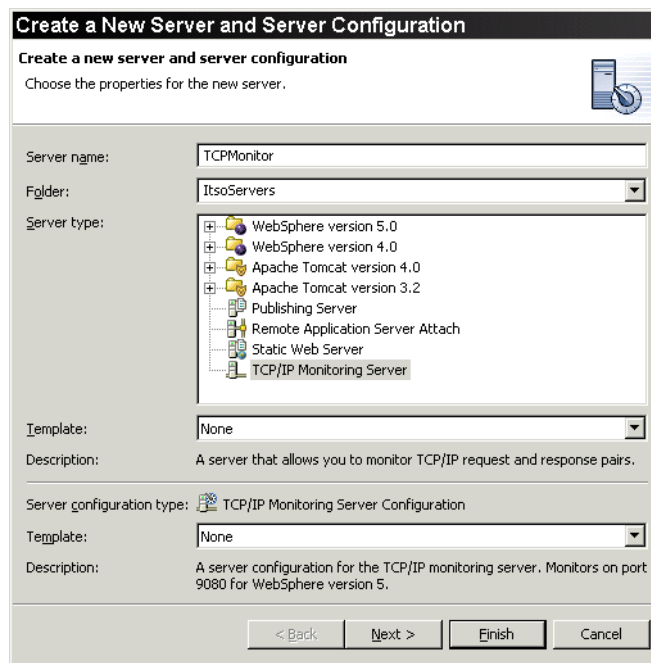 Create a New Server and Server Configuration
Create a new server and server configuration
Choose the properties for the new server.
Server name:
TCPMonitor
Folder:
ItsoServers
Server type:
WebSphere version 5.0
WebSphere version 4.0
Apache Tomcat version 4.0
Apache Tomcat version 3.2
Publishing Server
Remote Application Server Attach
Static Web Server
TCP/IP Monitoring Server
Template:
None
Description:
A server that allows you to monitor TCP/IP request and response pairs.
Server configuration type:
TCP/IP Monitoring Server Configuration
Template:
None
Description:
A server configuration for the TCP/IP monitoring server. Monitors on port
9080 for WebSphere version 5.
< Back
Next >
Finish
Cancel